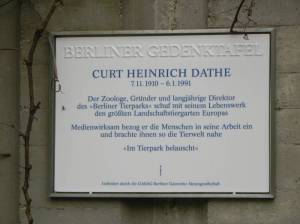 BERLINER GEDENKTAFEL
CURT HEINRICH DATHE
7.11.1910 – 6.1.1991
Der Zoologe, Gründer und langjährige Direktor
des »Berliner Tierparks« schuf mit seinem Lebenswerk
den größten Landschaftstiergarten Europas
Medienwirksam bezog er die Menschen in seine Arbeit ein
und brachte ihnen so die Tierwelt nahe
»Im Tierpark belauscht«